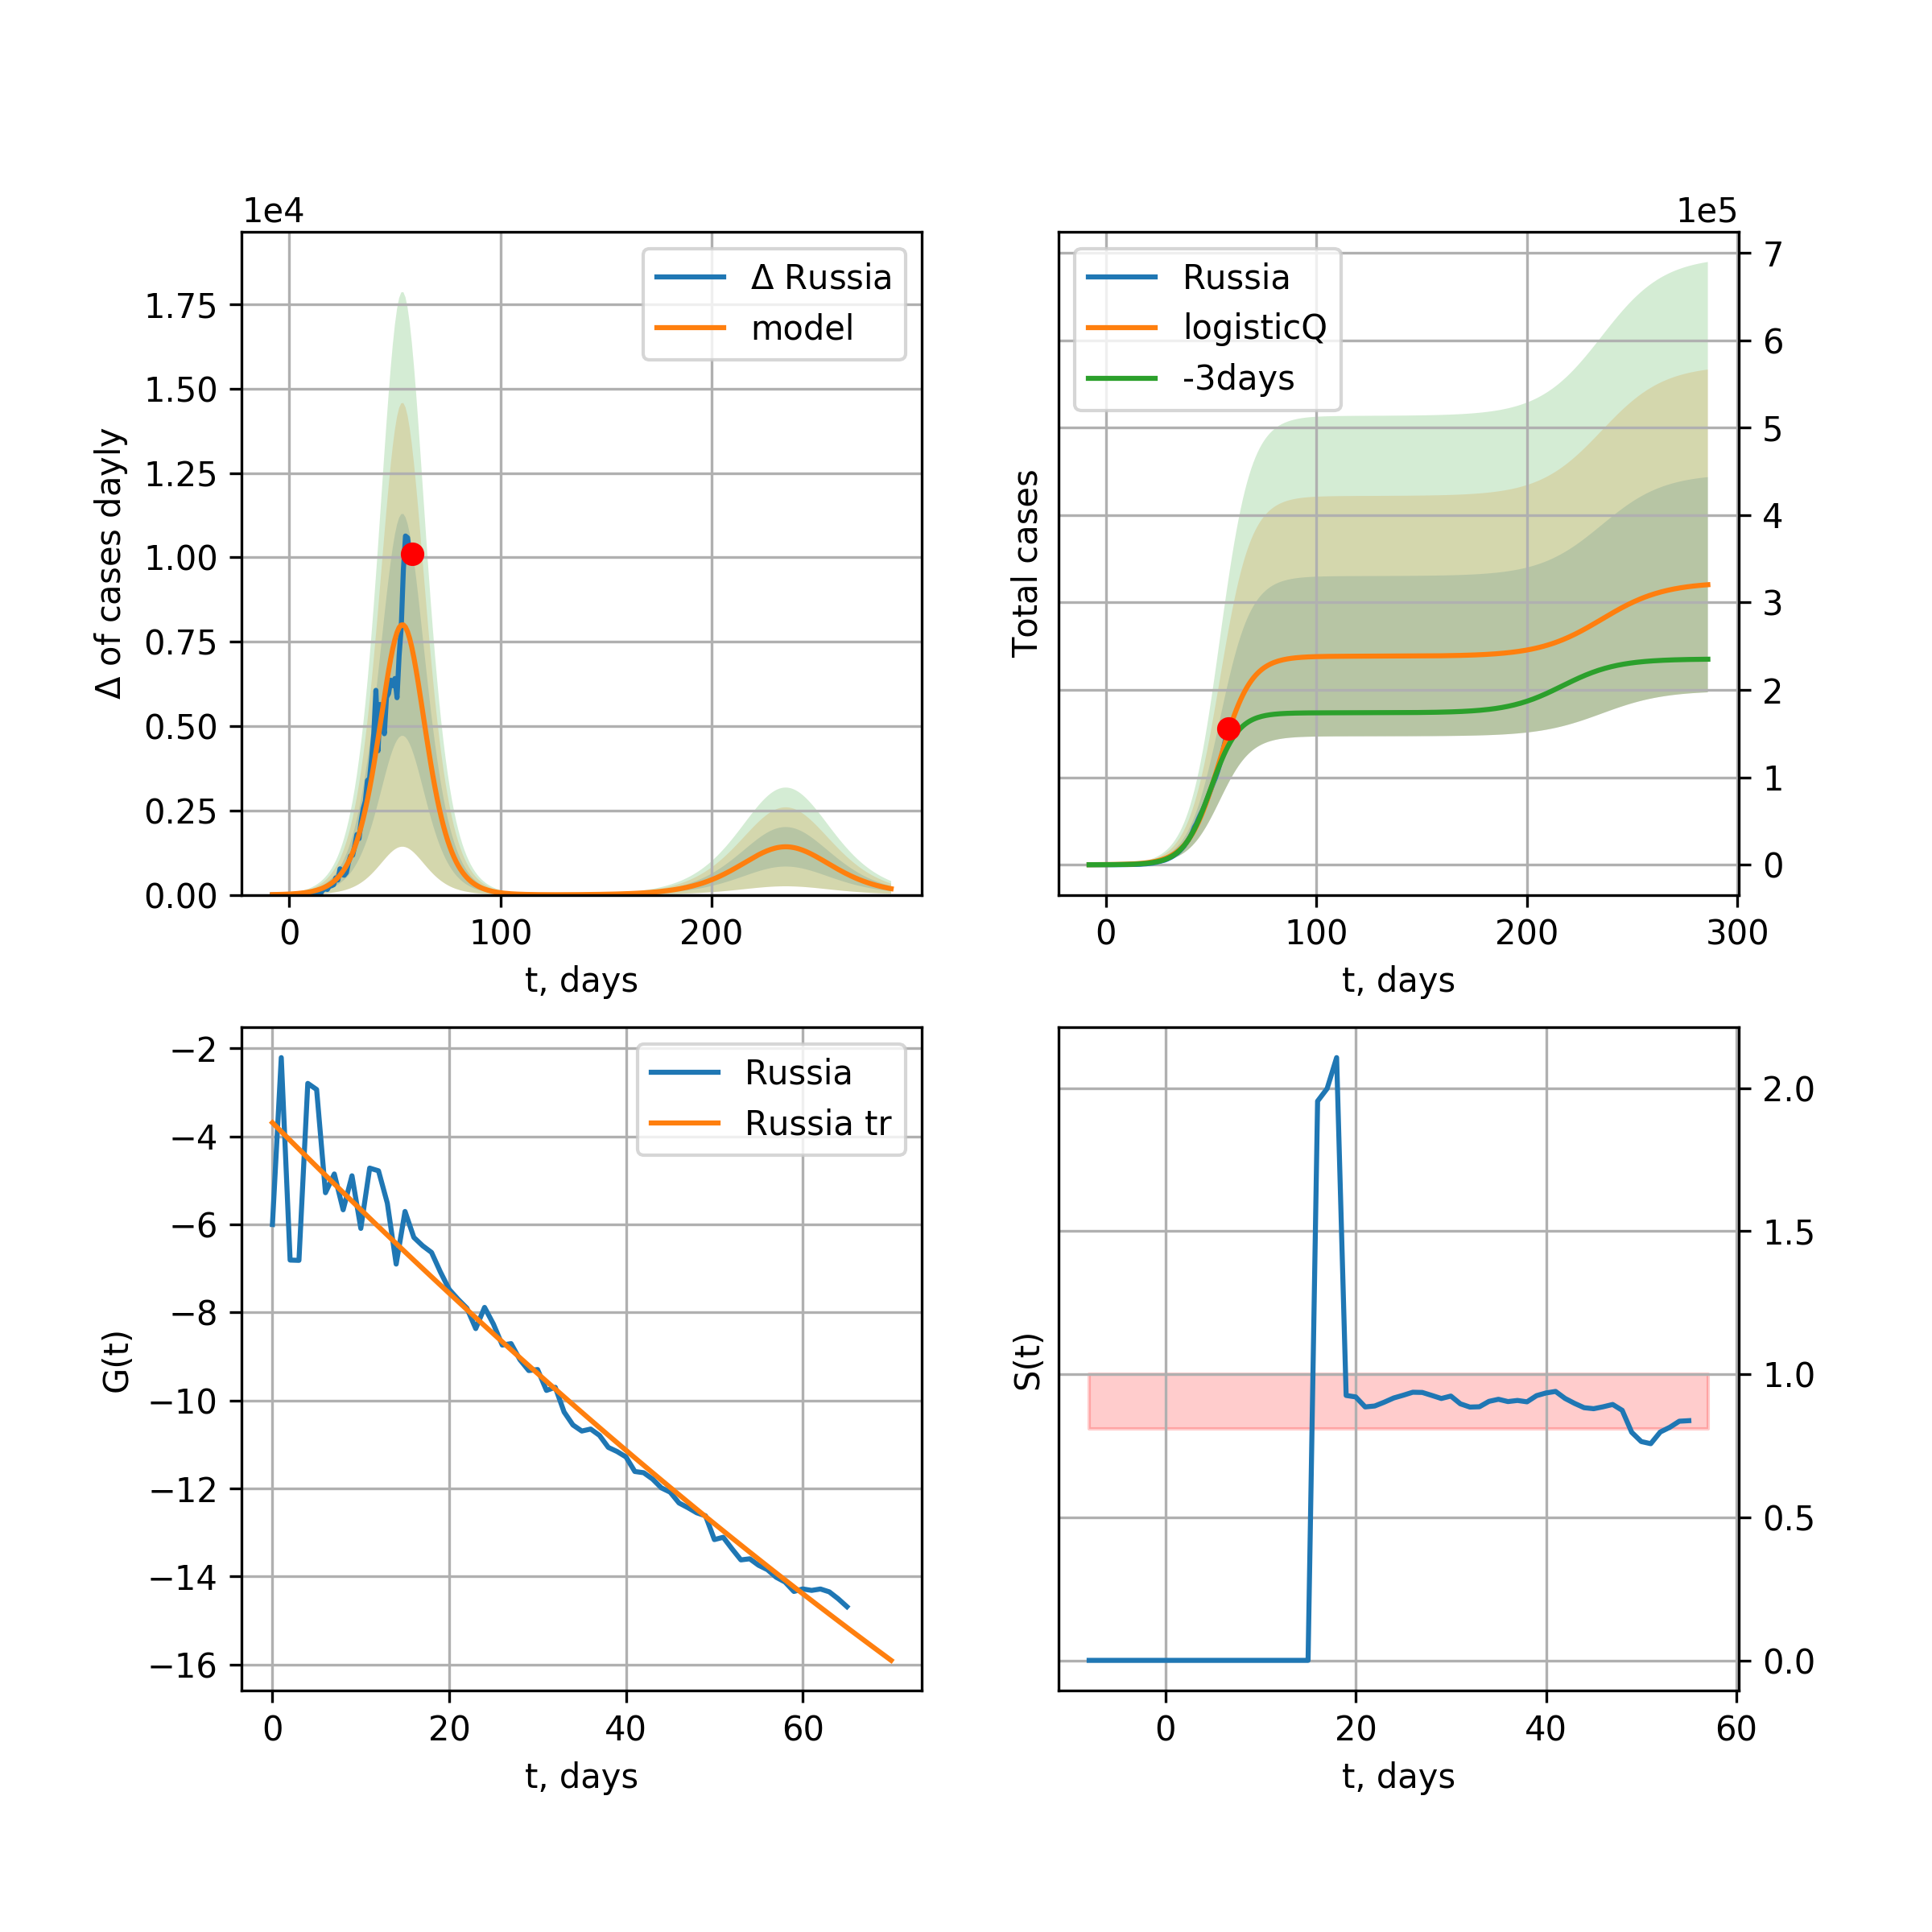 1e4
Δ of cases dayly
1.75
1.50
1.25
1.00
0.75
0.50
0.25
0.00
Δ Russia
model
0 100 200
t, days
1e5
Total cases
Russia
logisticQ
-3days
7
6
5
4
3
2
1
0
0 100 200 300
t, days
G(t)
−2
−4
−6
−8
−10
−12
−14
−16
Russia
Russia tr
0 20 40 60
t, days
S(t)
2.0
1.5
1.0
0.5
0.0
0 20 40 60
t, days